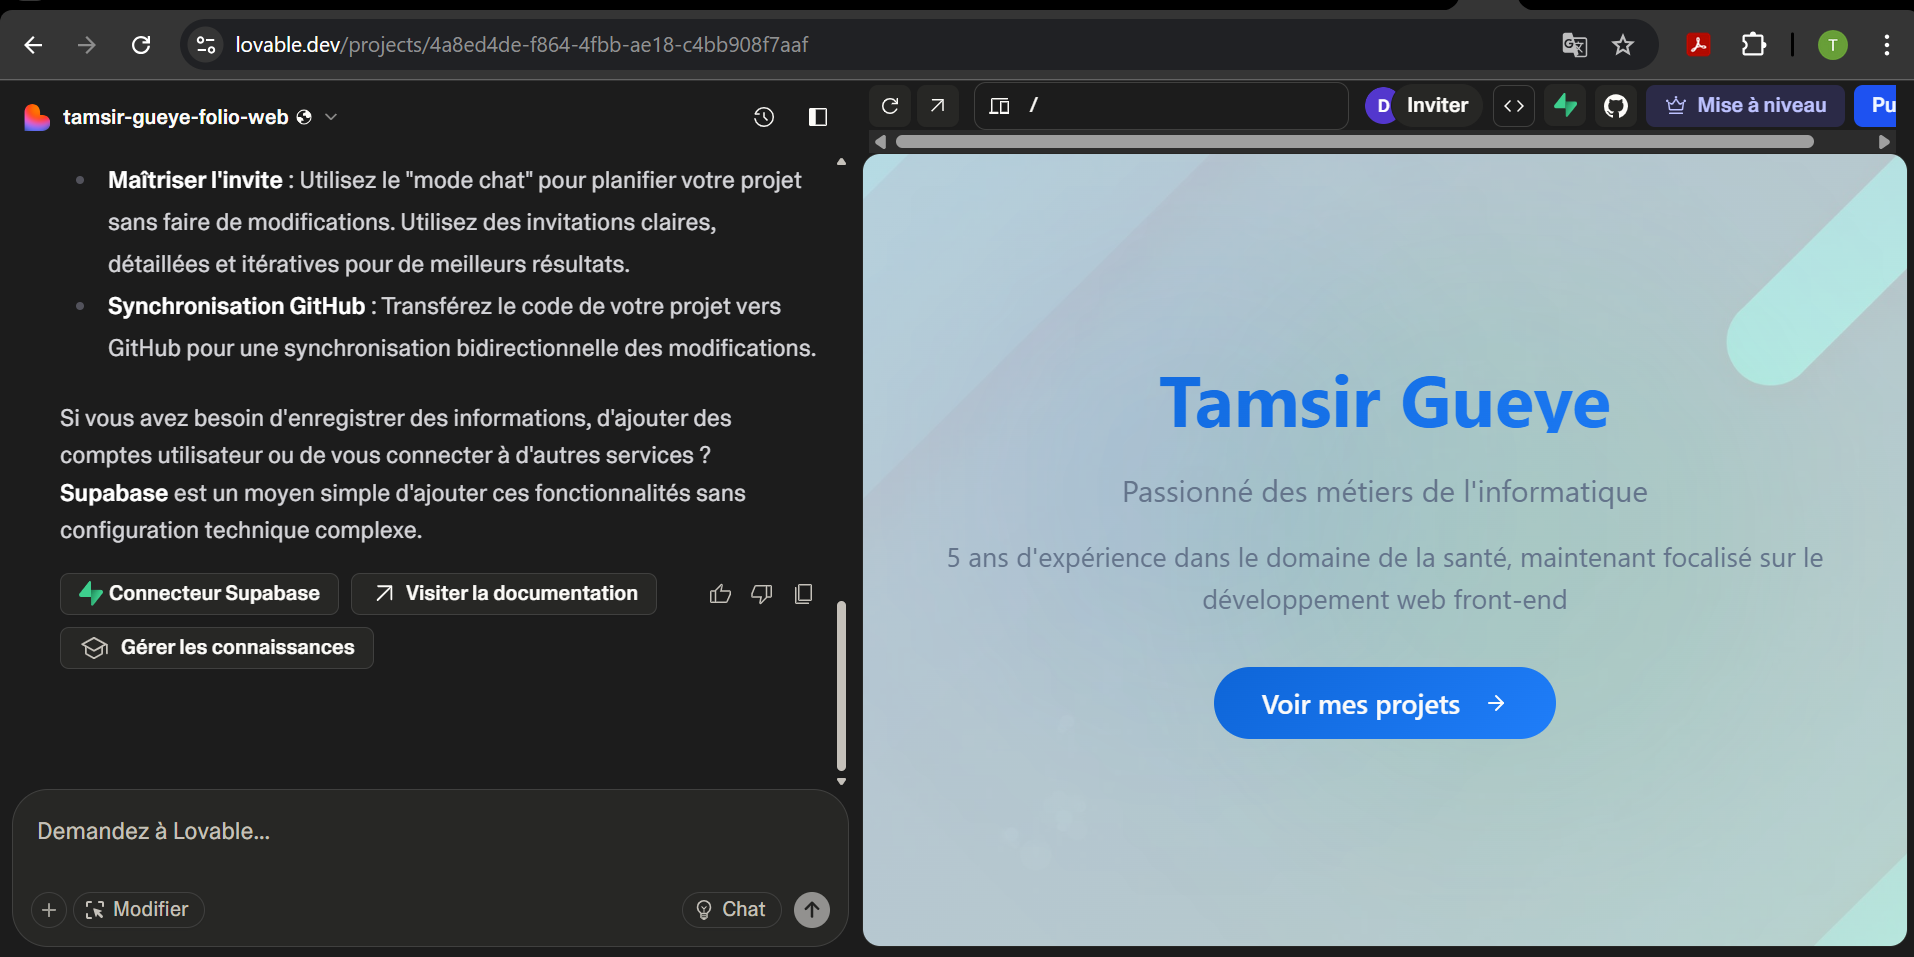 lovable.dev/projects/4a8ed4de-f864-4fbb-ae18-c4bb908f7aaf
T
tamsir-gueye-folio-web
/
D
Inviter
Mise à niveau
Pu
Maîtriser l'invite : Utilisez le "mode chat" pour planifier votre projet
sans faire de modifications. Utilisez des invitations claires,
détaillées et itératives pour de meilleurs résultats.
Synchronisation GitHub : Transférez le code de votre projet vers
GitHub pour une synchronisation bidirectionnelle des modifications.
Si vous avez besoin d'enregistrer des informations, d'ajouter des
comptes utilisateur ou de vous connecter à d'autres services ?
Supabase est un moyen simple d'ajouter ces fonctionnalités sans
configuration technique complexe.
Connecteur Supabase
Visiter la documentation
Gérer les connaissances
Demandez à Lovable...
Modifier
Chat
Tamsir Gueye
Passionné des métiers de l'informatique
5 ans d'expérience dans le domaine de la santé, maintenant focalisé sur le
développement web front-end
Voir mes projets